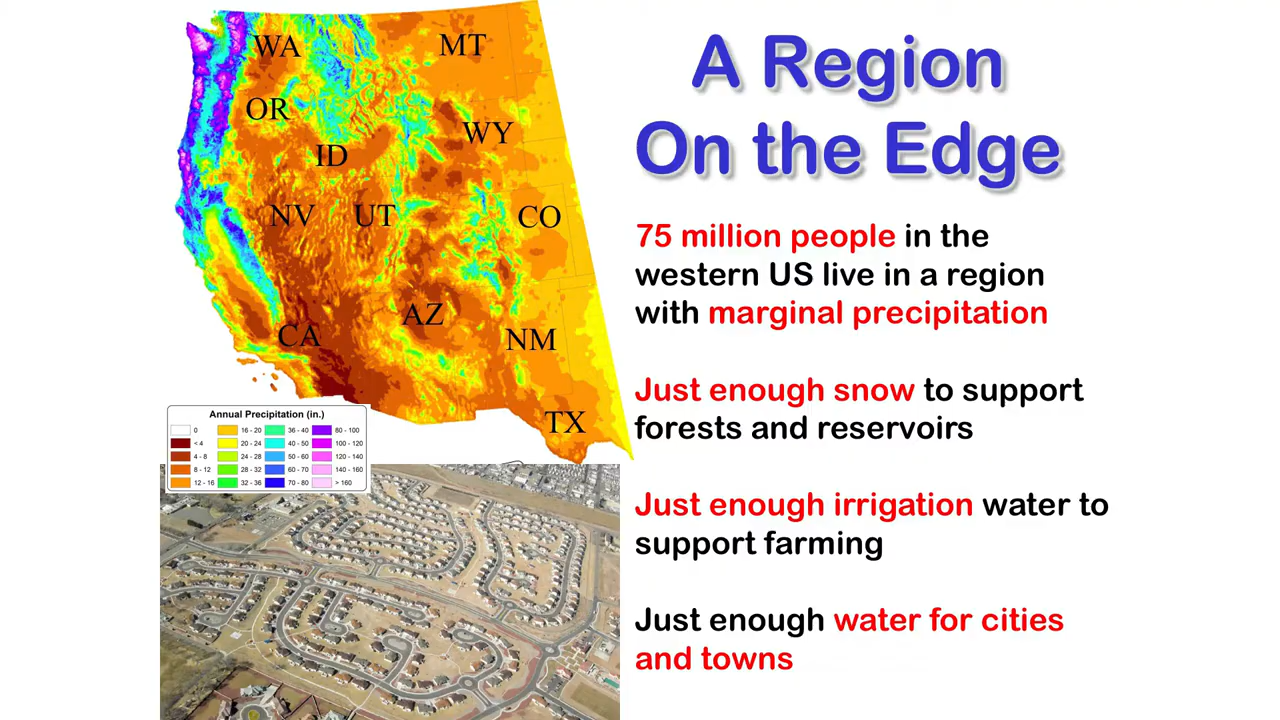 A Region
On the Edge
75 million people in the
western US live in a region
with marginal precipitation
Just enough snow to support
forests and reservoirs
Just enough irrigation water to
support farming
Just enough water for cities
and towns
WA
MT
OR
WY
ID
NV
UT
CO
AZ
CA
NM
TX
Annual Precipitation (in.)
0
< 4
4 - 8
8 - 12
12 - 16
16 - 20
20 - 24
24 - 28
28 - 32
32 - 36
36 - 40
40 - 50
50 - 60
60 - 70
70 - 80
80 - 100
100 - 120
120 - 140
140 - 160
> 160